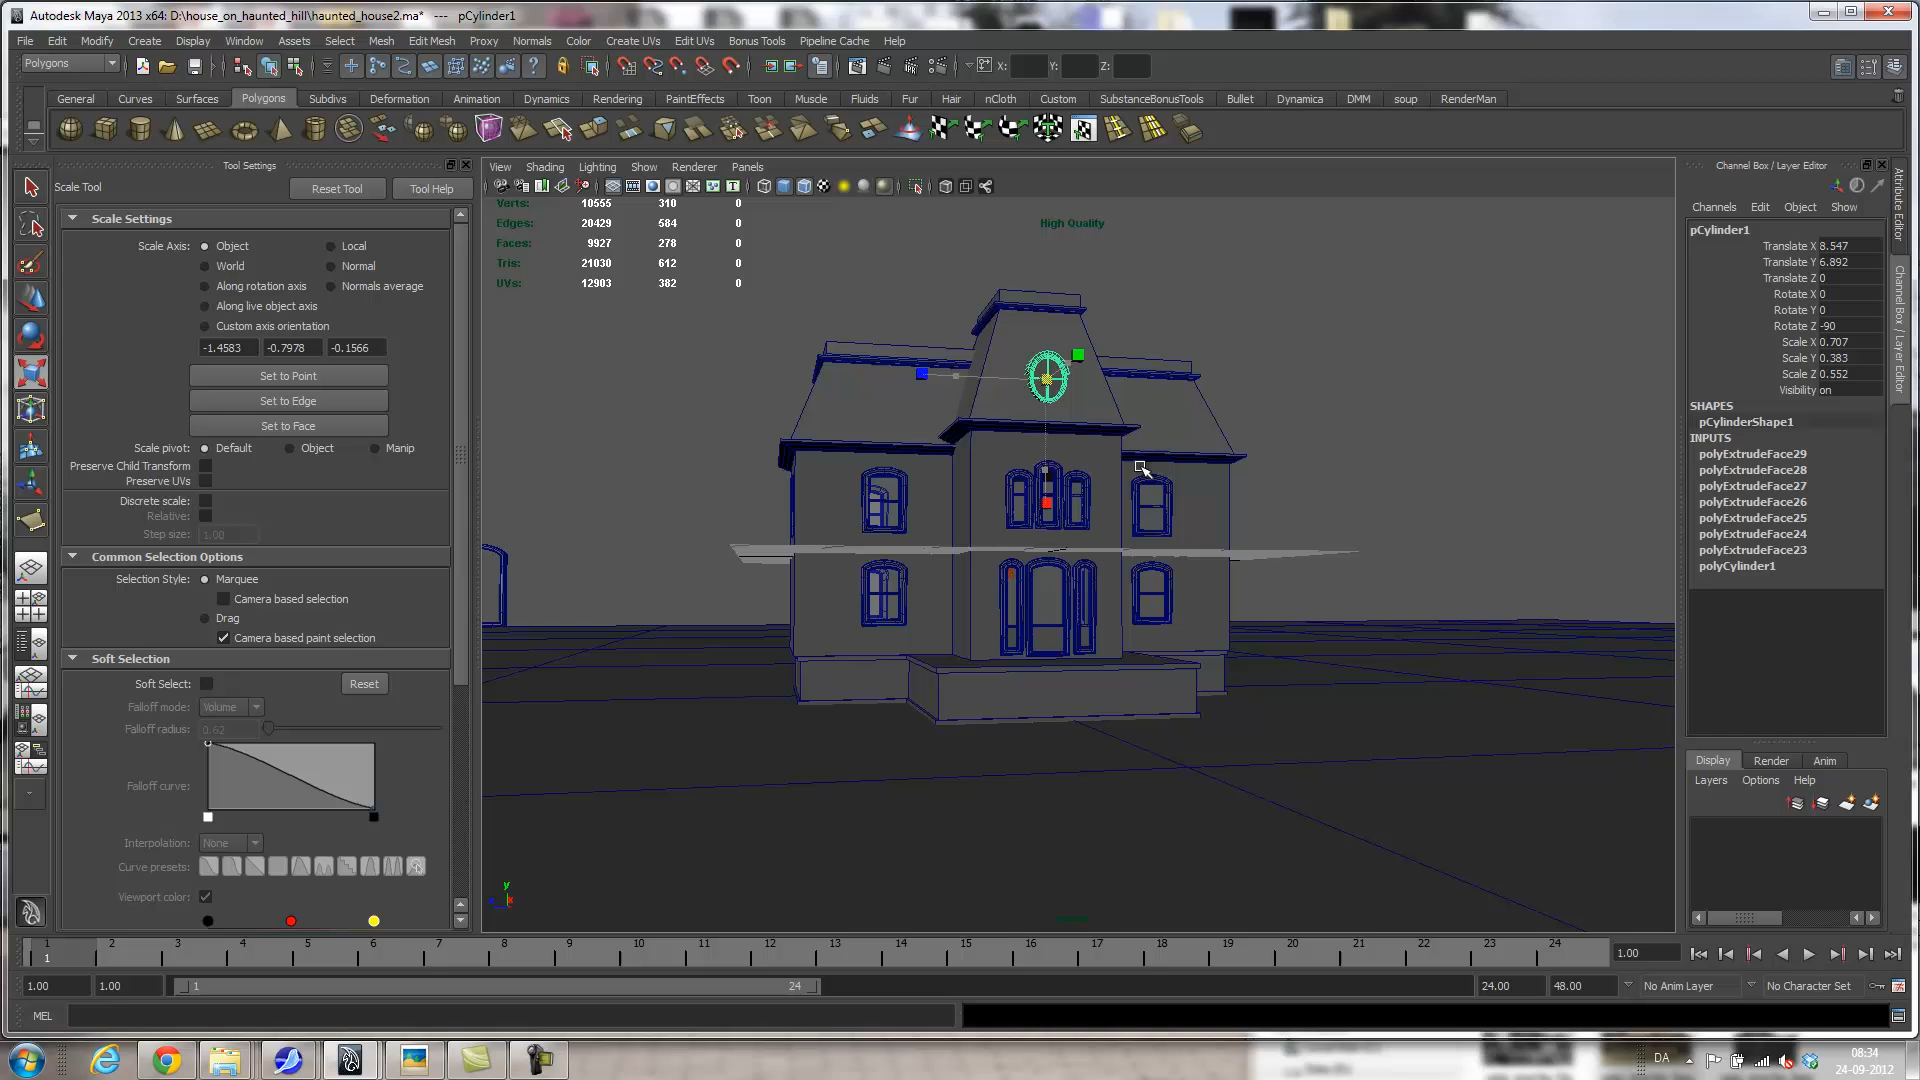 Autodesk Maya 2013 x64: D:\house_on_haunted_hill\haunted_house2.ma* --- pCylinder1
File Edit Modify Create Display Window Assets Select Mesh Edit Mesh Proxy Normals Color Create UVs Edit UVs Bonus Tools Pipeline Cache Help
Polygons X: Y: Z:
General Curves Surfaces Polygons Subdivs Deformation Animation Dynamics Rendering PaintEffects Toon Muscle Fluids Fur Hair nCloth Custom SubstanceBonusTools Bullet Dynamica DMM soup RenderMan
Tool Settings
Scale Tool Reset Tool Tool Help
Scale Settings
Scale Axis: Object Local
World Normal
Along rotation axis Normals average
Along live object axis
Custom axis orientation
-1.4583 -0.7978 -0.1566
Set to Point
Set to Edge
Set to Face
Scale pivot: Default Object Manip
Preserve Child Transform
Preserve UVs
Discrete scale:
Relative:
Step size: 1.00
Common Selection Options
Selection Style: Marquee
Camera based selection
Drag
Camera based paint selection
Soft Selection
Soft Select: Reset
Falloff mode: Volume
Falloff radius: 0.62
Falloff curve:
Interpolation: None
Curve presets:
Viewport color:
View Shading Lighting Show Renderer Panels
Verts: 10555 310 0
Edges: 20429 584 0
Faces: 9927 278 0
Tris: 21030 612 0
UVs: 12903 382 0
High Quality
y
Channel Box / Layer Editor
Channels Edit Object Show
pCylinder1
Translate X 8.547
Translate Y 6.892
Translate Z 0
Rotate X 0
Rotate Y 0
Rotate Z -90
Scale X 0.707
Scale Y 0.383
Scale Z 0.552
Visibility on
SHAPES
pCylinderShape1
INPUTS
polyExtrudeFace29
polyExtrudeFace28
polyExtrudeFace27
polyExtrudeFace26
polyExtrudeFace25
polyExtrudeFace24
polyExtrudeFace23
polyCylinder1
Attribute Editor
Channel Box / Layer Editor
Display Render Anim
Layers Options Help
1 2 3 4 5 6 7 8 9 10 11 12 13 14 15 16 17 18 19 20 21 22 23 24
1 1.00
1.00 1.00 1 24 24.00 48.00 No Anim Layer No Character Set
MEL
DA 08:34
24-09-2012